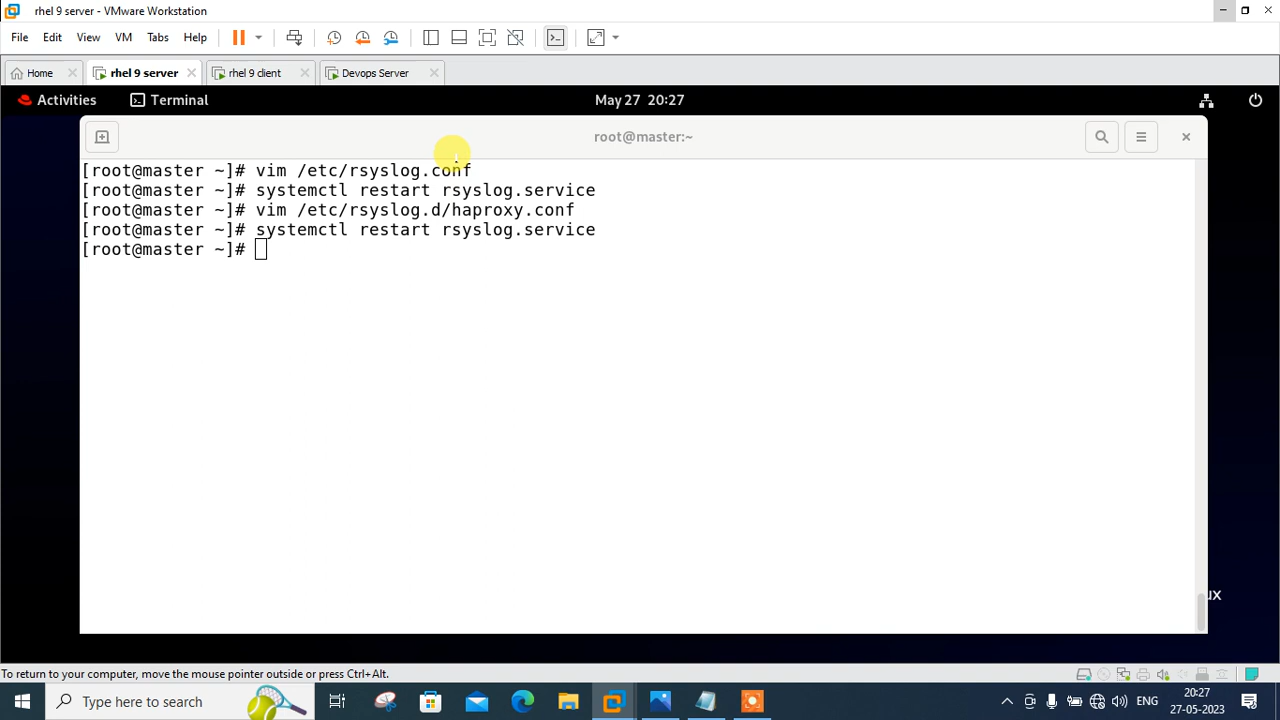 rhel 9 server - VMware Workstation
File Edit View VM Tabs Help
Home rhel 9 server rhel 9 client Devops Server
Activities Terminal May 27 20:27
root@master:~
[root@master ~]# vim /etc/rsyslog.conf
[root@master ~]# systemctl restart rsyslog.service
[root@master ~]# vim /etc/rsyslog.d/haproxy.conf
[root@master ~]# systemctl restart rsyslog.service
[root@master ~]#
ux
To return to your computer, move the mouse pointer outside or press Ctrl+Alt.
Type here to search ENG 20:27
27-05-2023